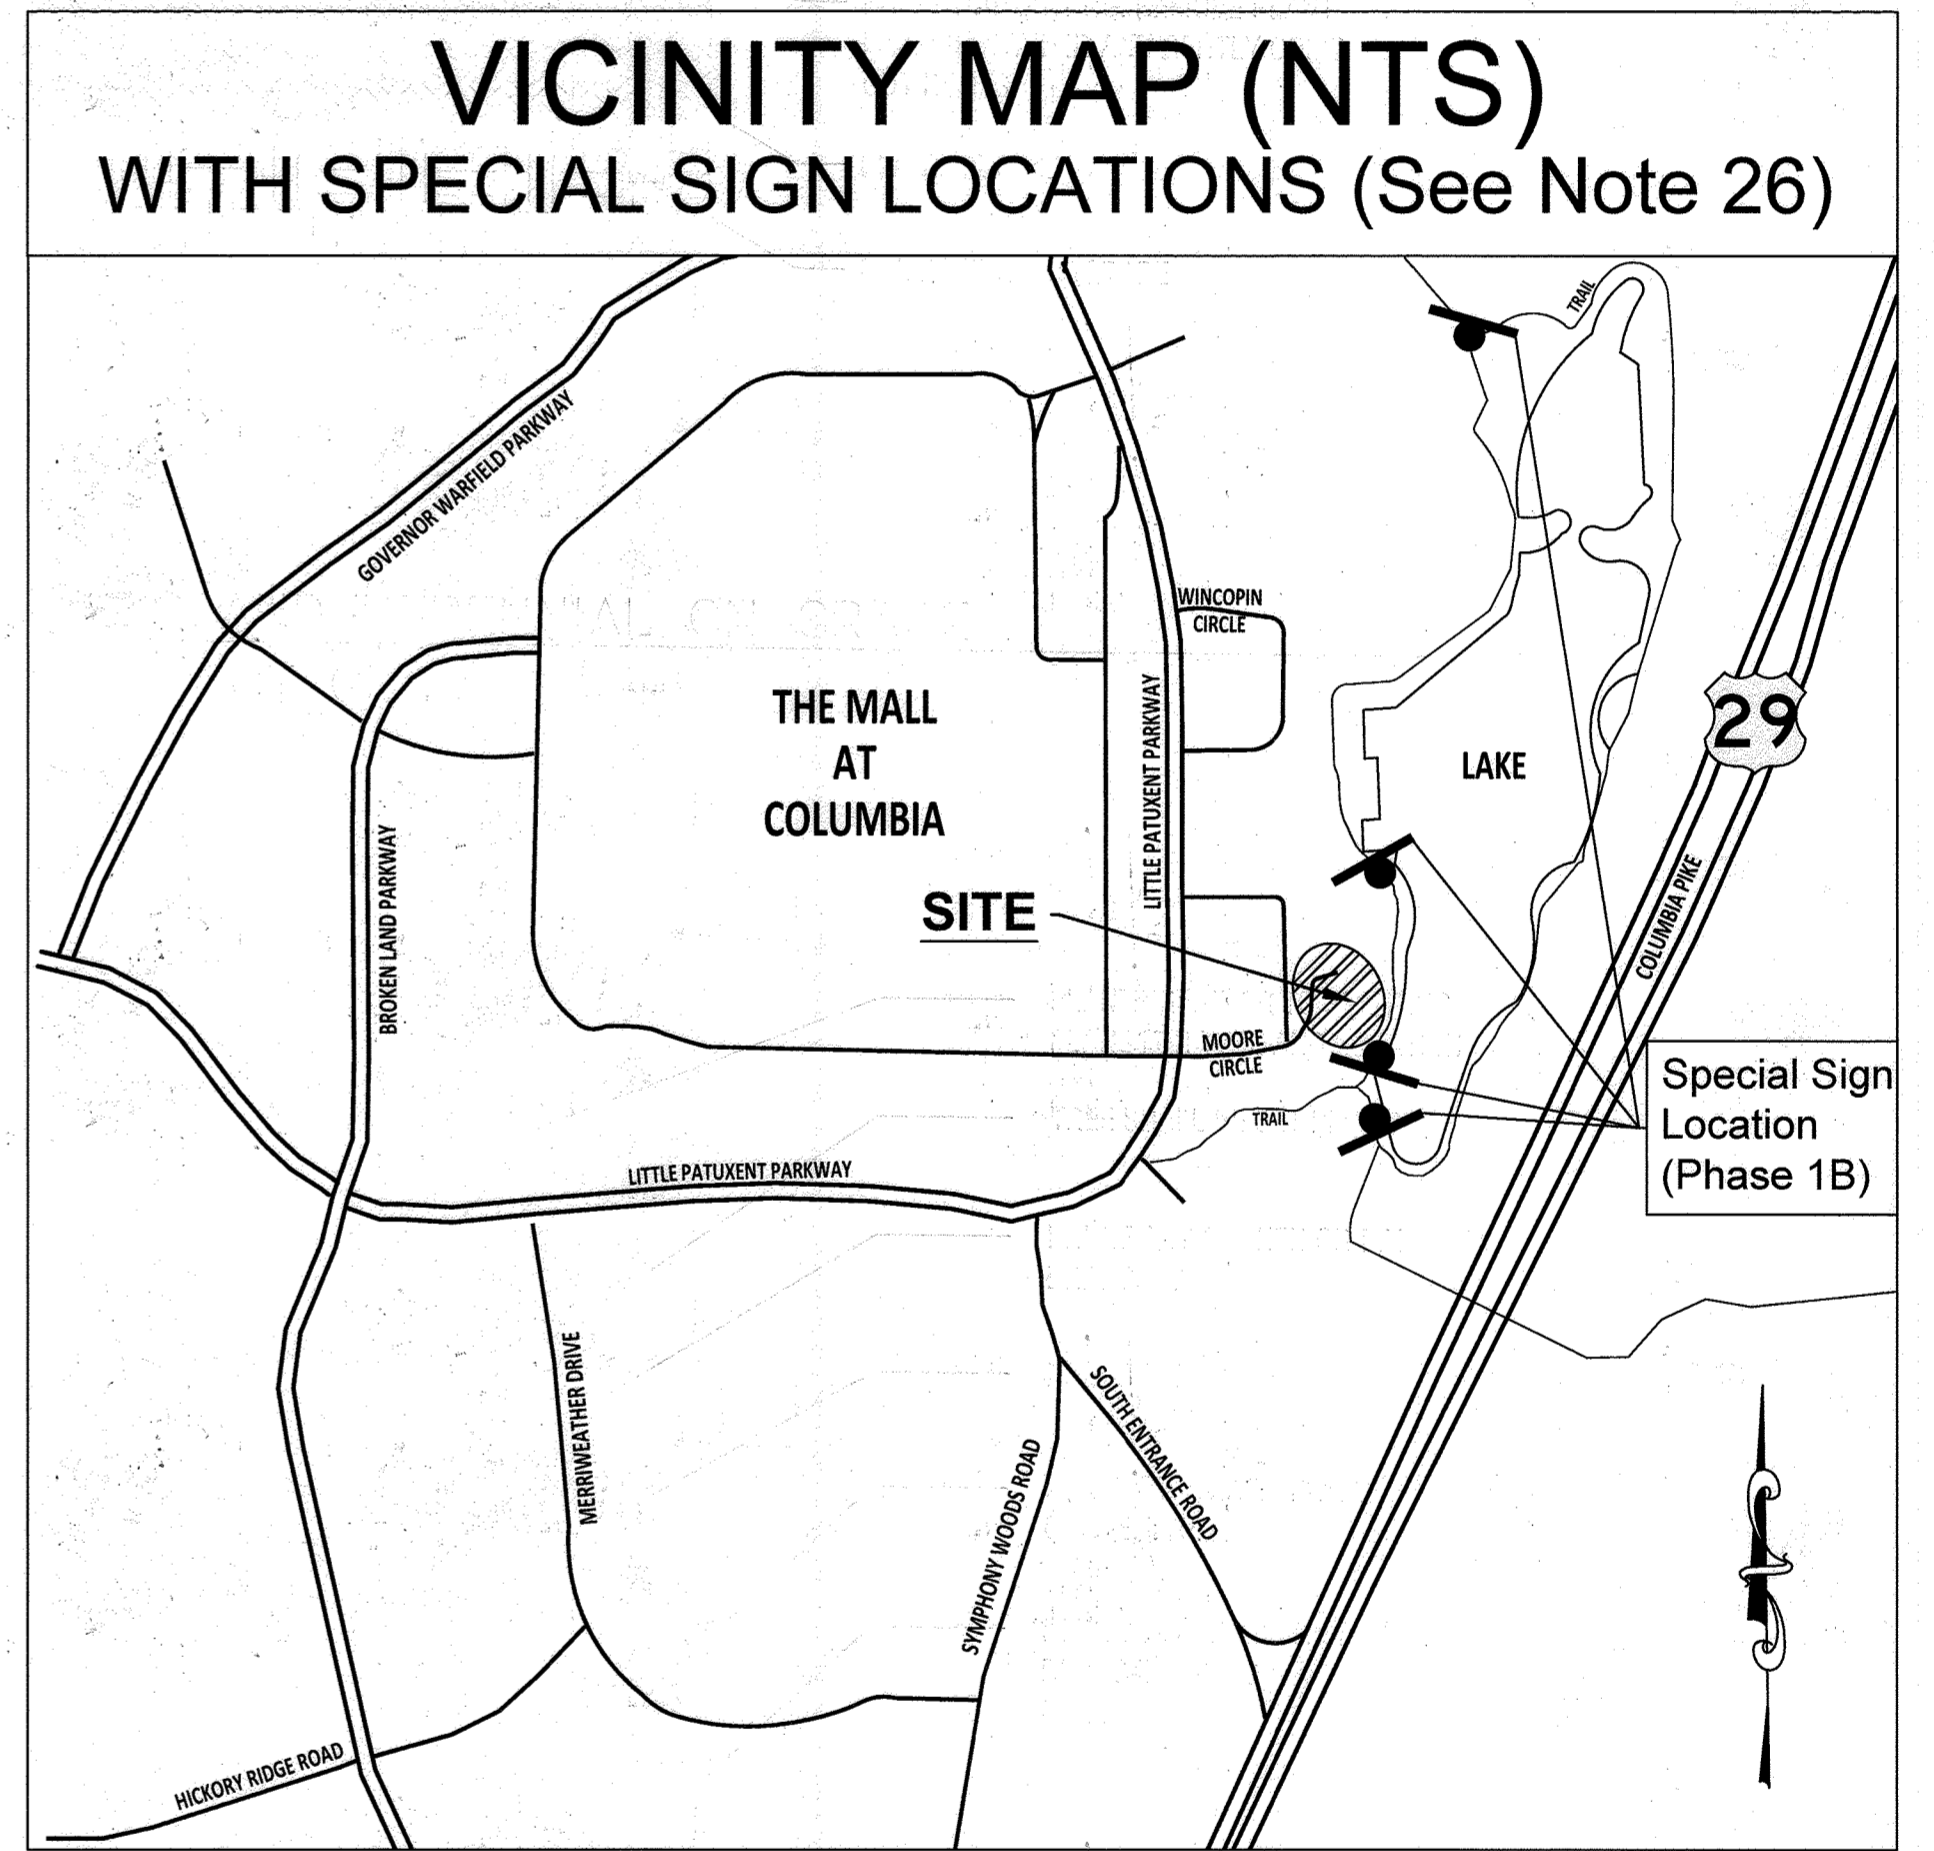 VICINITY MAP (NTS)
WITH SPECIAL SIGN LOCATIONS (See Note 26)
TRAIL
GOVERNOR WARFIELD PARKWAY
WINCOPIN
CIRCLE
THE MALL
AT
COLUMBIA
LITTLE PATUXENT PARKWAY
29
LAKE
BROKEN LAND PARKWAY
SITE
COLUMBIA PIKE
MOORE
CIRCLE
Special Sign
Location
(Phase 1B)
TRAIL
LITTLE PATUXENT PARKWAY
MERRIWEATHER DRIVE
SOUTH ENTRANCE ROAD
SYMPHONY WOODS ROAD
HICKORY RIDGE ROAD